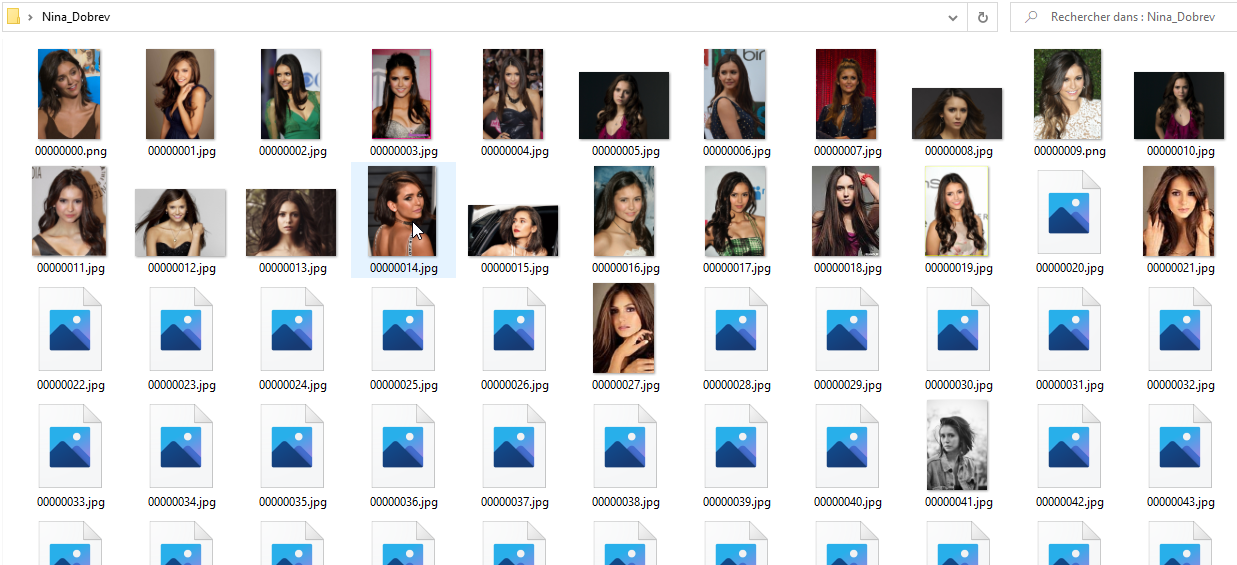 Nina_Dobrev
Rechercher dans : Nina_Dobrev
00000000.png 00000001.jpg 00000002.jpg 00000003.jpg 00000004.jpg 00000005.jpg 00000006.jpg 00000007.jpg 00000008.jpg 00000009.png 00000010.jpg
00000011.jpg 00000012.jpg 00000013.jpg 00000014.jpg 00000015.jpg 00000016.jpg 00000017.jpg 00000018.jpg 00000019.jpg 00000020.jpg 00000021.jpg
00000022.jpg 00000023.jpg 00000024.jpg 00000025.jpg 00000026.jpg 00000027.jpg 00000028.jpg 00000029.jpg 00000030.jpg 00000031.jpg 00000032.jpg
00000033.jpg 00000034.jpg 00000035.jpg 00000036.jpg 00000037.jpg 00000038.jpg 00000039.jpg 00000040.jpg 00000041.jpg 00000042.jpg 00000043.jpg